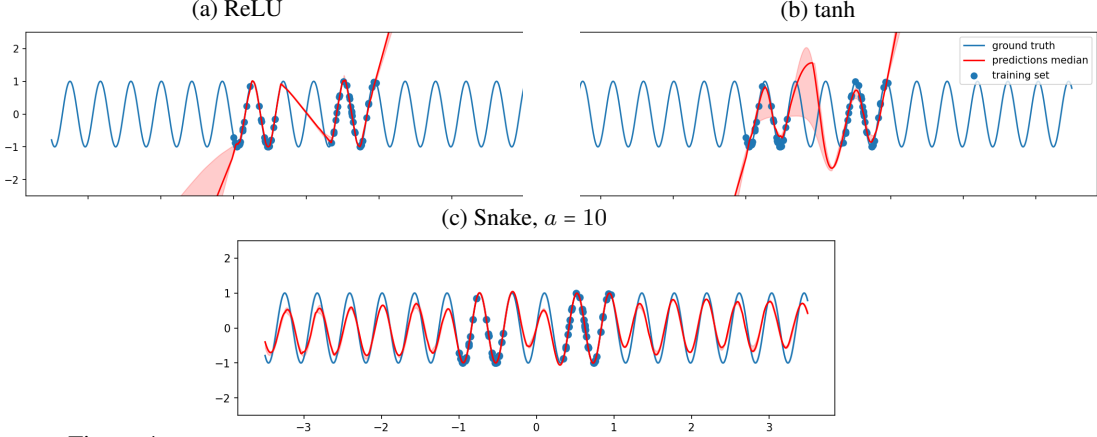 (a) ReLU
(b) tanh
2
1
0
−1
−2
ground truth
predictions median
training set
(c) Snake, a = 10
2
1
0
−1
−2
−3
−2
−1
0
1
2
3